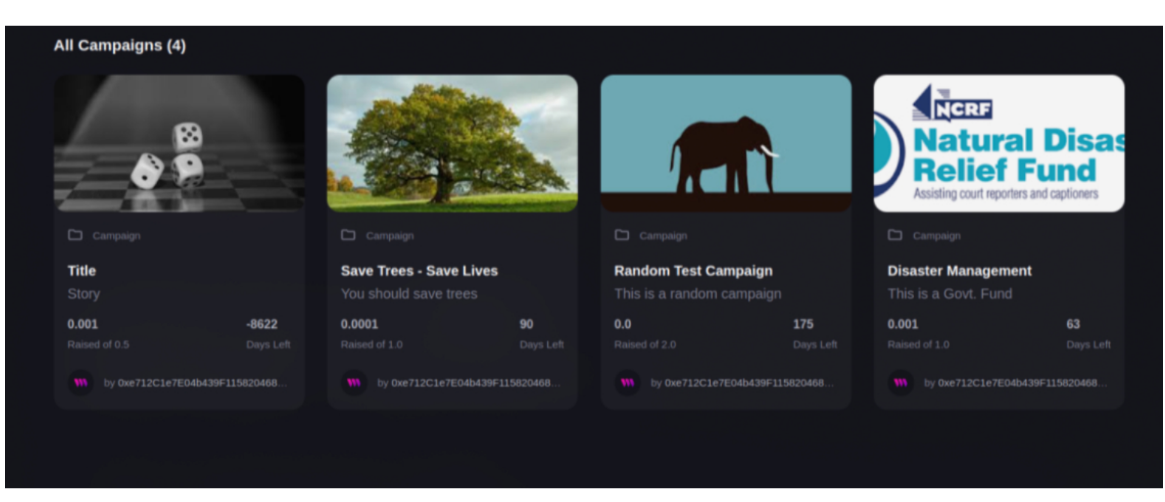 All Campaigns (4)
NCRF
Natural Disas
Relief Fund
Assisting court reporters and captioners
Campaign
Title
Story
0.001 -8622
Raised of 0.5 Days Left
by 0xe712C1e7E04b439F115820468...
Campaign
Save Trees - Save Lives
You should save trees
0.0001 90
Raised of 1.0 Days Left
by 0xe712C1e7E04b439F115820468...
Campaign
Random Test Campaign
This is a random campaign
0.0 175
Raised of 2.0 Days Left
by 0xe712C1e7E04b439F115820468...
Campaign
Disaster Management
This is a Govt. Fund
0.001 63
Raised of 1.0 Days Left
by 0xe712C1e7E04b439F115820468...